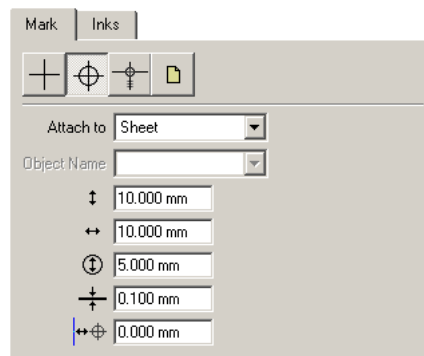 Mark Inks
Attach to Sheet
Object Name
10.000 mm
10.000 mm
5.000 mm
0.100 mm
0.000 mm